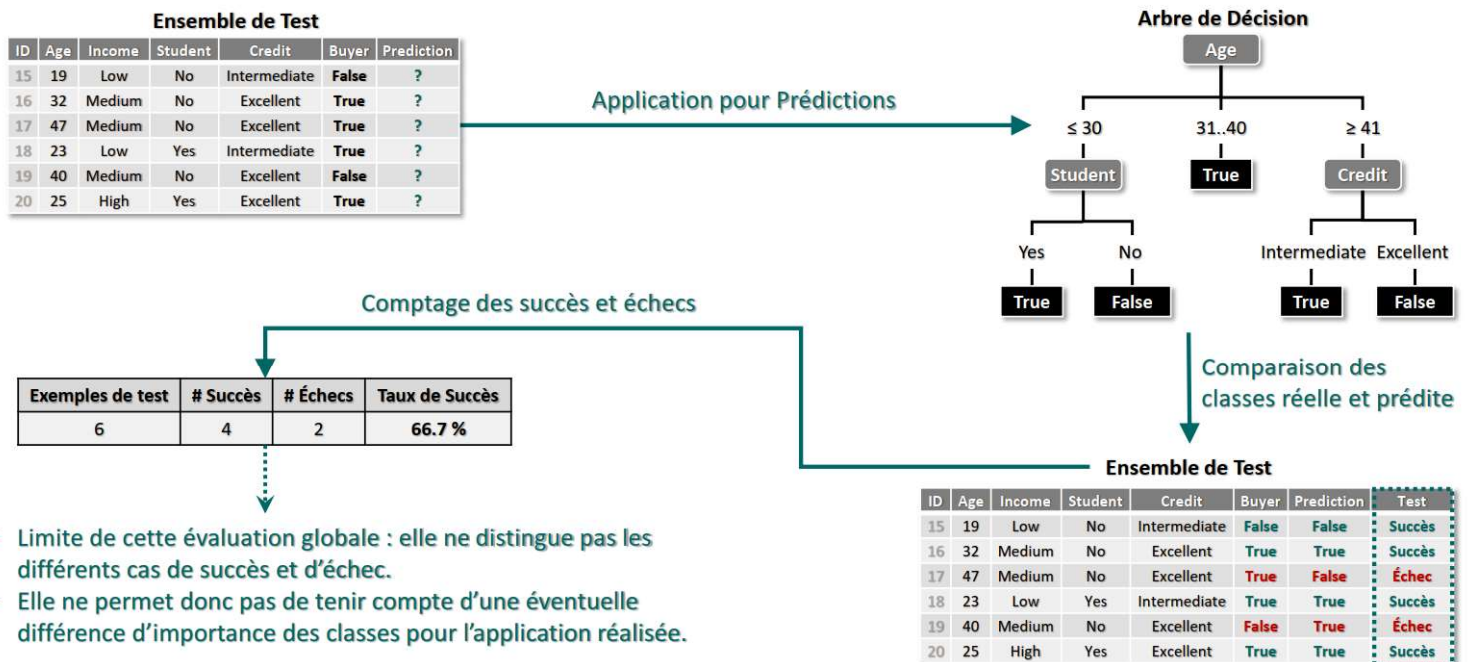 Ensemble de Test
ID Age Income Student Credit Buyer Prediction
15 19 Low No Intermediate False ?
16 32 Medium No Excellent True ?
17 47 Medium No Excellent True ?
18 23 Low Yes Intermediate True ?
19 40 Medium No Excellent False ?
20 25 High Yes Excellent True ?
Application pour Prédictions
Arbre de Décision
Age
≤ 30 31..40 ≥ 41
Student True Credit
Yes No Intermediate Excellent
True False True False
Comparaison des
classes réelle et prédite
Ensemble de Test
ID Age Income Student Credit Buyer Prediction Test
15 19 Low No Intermediate False False Succès
16 32 Medium No Excellent True True Succès
17 47 Medium No Excellent True False Échec
18 23 Low Yes Intermediate True True Succès
19 40 Medium No Excellent False True Échec
20 25 High Yes Excellent True True Succès
Comptage des succès et échecs
Exemples de test # Succès # Échecs Taux de Succès
6 4 2 66.7 %
Limite de cette évaluation globale : elle ne distingue pas les
différents cas de succès et d'échec.
Elle ne permet donc pas de tenir compte d'une éventuelle
différence d'importance des classes pour l'application réalisée.